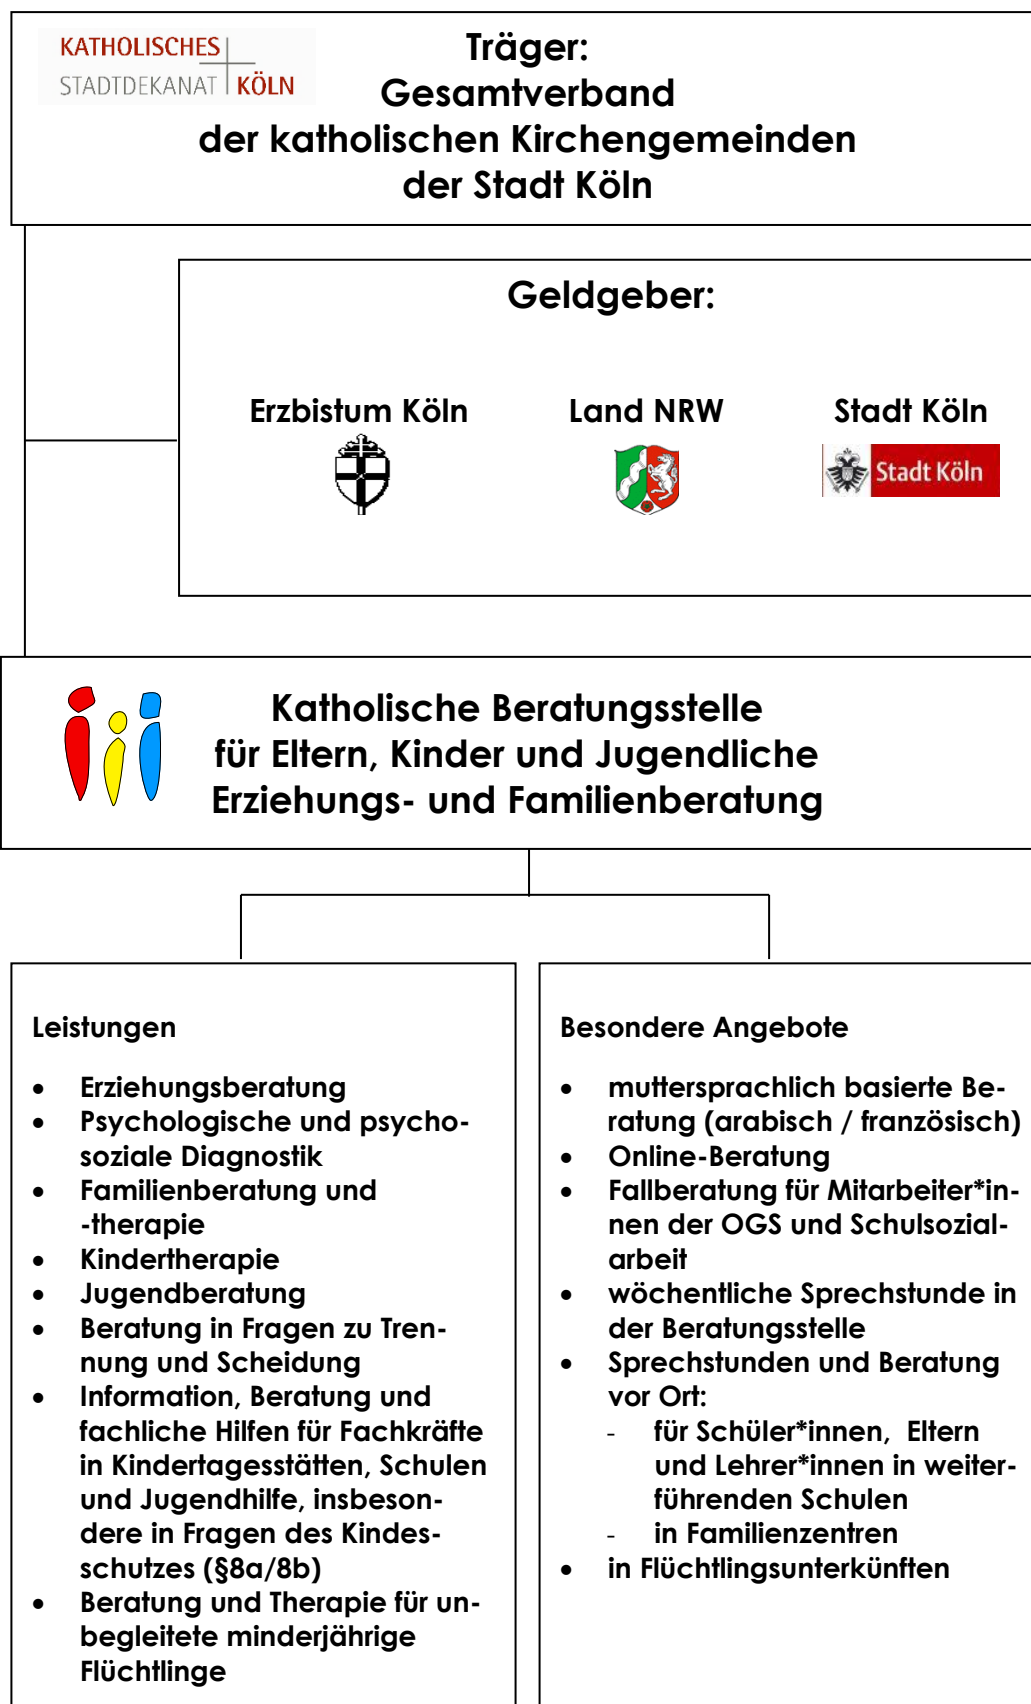 KATHOLISCHES
STADTDEKANAT KÖLN
Träger:
Gesamtverband
der katholischen Kirchengemeinden
der Stadt Köln
Geldgeber:
Erzbistum Köln Land NRW Stadt Köln
Stadt Köln
Katholische Beratungsstelle
für Eltern, Kinder und Jugendliche
Erziehungs- und Familienberatung
Leistungen
• Erziehungsberatung
• Psychologische und psycho-
soziale Diagnostik
• Familienberatung und
-therapie
• Kindertherapie
• Jugendberatung
• Beratung in Fragen zu Tren-
nung und Scheidung
• Information, Beratung und
fachliche Hilfen für Fachkräfte
in Kindertagesstätten, Schulen
und Jugendhilfe, insbeson-
dere in Fragen des Kindes-
schutzes (§8a/8b)
• Beratung und Therapie für un-
begleitete minderjährige
Flüchtlinge
Besondere Angebote
• muttersprachlich basierte Be-
ratung (arabisch / französisch)
• Online-Beratung
• Fallberatung für Mitarbeiter*in-
nen der OGS und Schulsozial-
arbeit
• wöchentliche Sprechstunde in
der Beratungsstelle
• Sprechstunden und Beratung
vor Ort:
- für Schüler*innen, Eltern
und Lehrer*innen in weiter-
führenden Schulen
- in Familienzentren
• in Flüchtlingsunterkünften